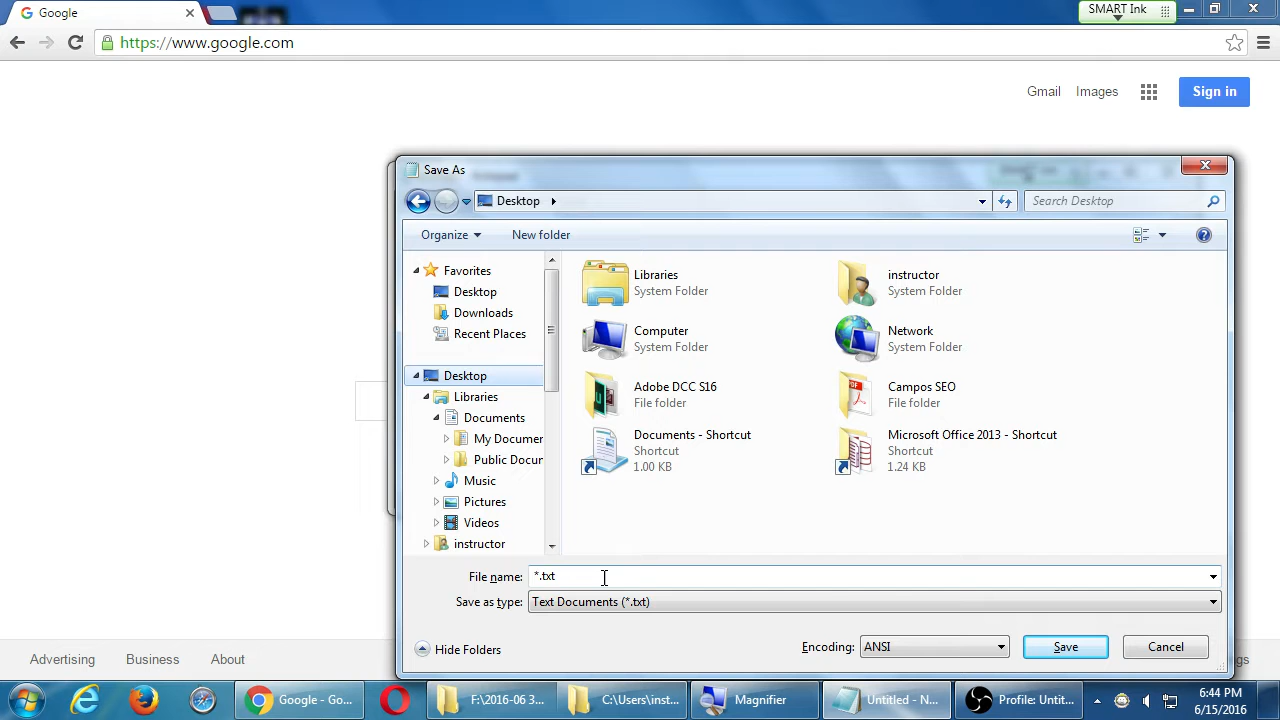 Google
SMART Ink
https://www.google.com
Gmail Images Sign in
Save As
Desktop
Search Desktop
Organize New folder
Favorites
Desktop
Downloads
Recent Places
Desktop
Libraries
Documents
My Documen
Public Docur
Music
Pictures
Videos
instructor
Libraries
System Folder
instructor
System Folder
Computer
System Folder
Network
System Folder
Adobe DCC S16
File folder
Campos SEO
File folder
Documents - Shortcut
Shortcut
1.00 KB
Microsoft Office 2013 - Shortcut
Shortcut
1.24 KB
File name: *.txt
Save as type: Text Documents (*.txt)
Hide Folders Encoding: ANSI Save Cancel
Advertising Business About
Google - Go... F:\2016-06 3... C:\Users\inst... Magnifier Untitled - N... Profile: Untit...
6:44 PM
6/15/2016